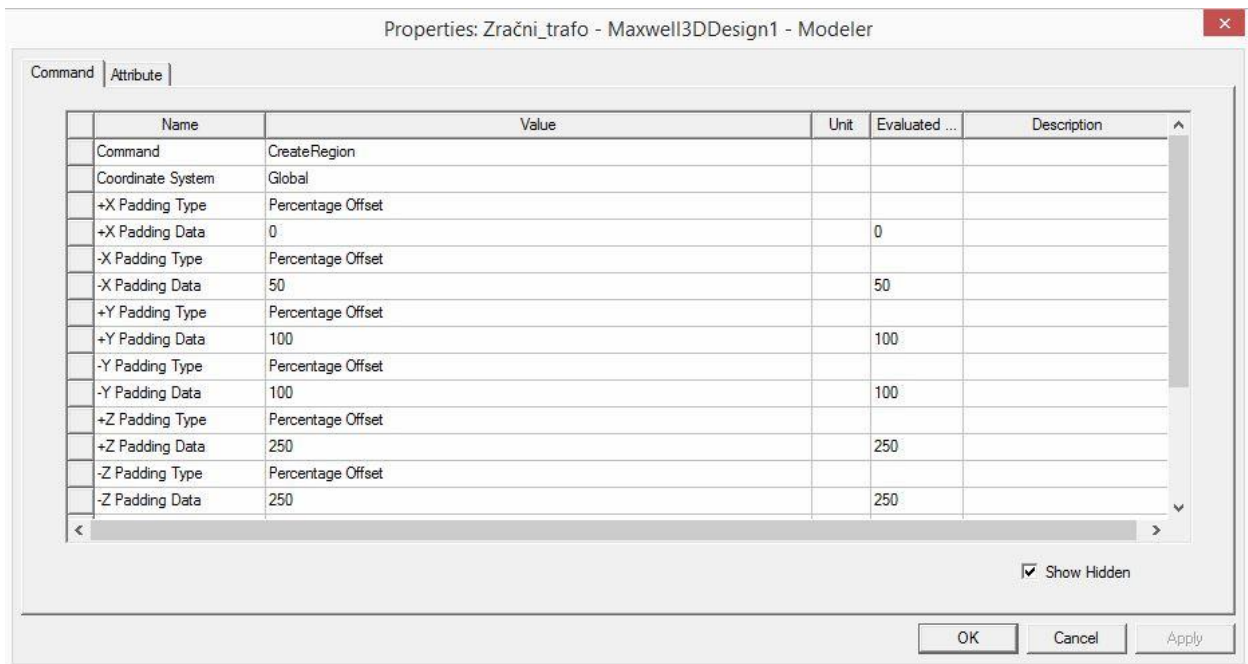 Properties: Zračni_trafo - Maxwell3DDesign1 - Modeler
Command Attribute
Name Value Unit Evaluated ... Description
Command CreateRegion
Coordinate System Global
+X Padding Type Percentage Offset
+X Padding Data 0 0
-X Padding Type Percentage Offset
-X Padding Data 50 50
+Y Padding Type Percentage Offset
+Y Padding Data 100 100
-Y Padding Type Percentage Offset
-Y Padding Data 100 100
+Z Padding Type Percentage Offset
+Z Padding Data 250 250
-Z Padding Type Percentage Offset
-Z Padding Data 250 250
Show Hidden
OK Cancel Apply